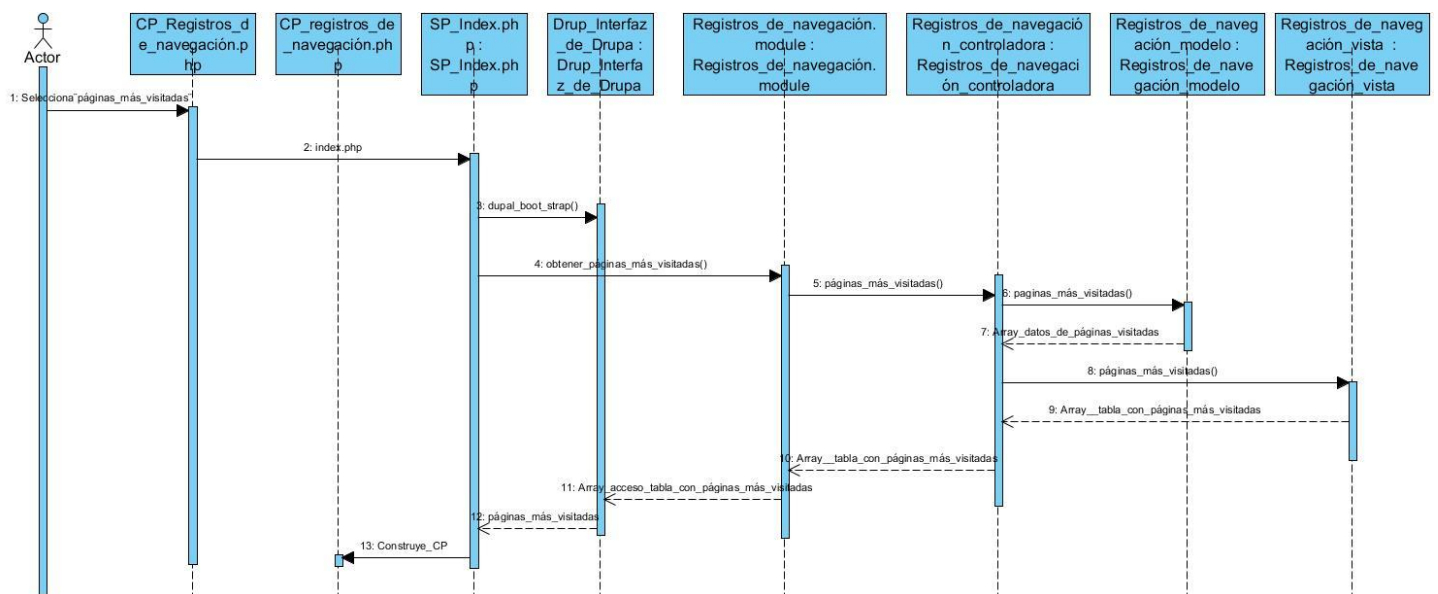 Actor
CP_Registros_d
e_navegación.p
hp
CP_registros_de
_navegación.ph
p
SP_Index.ph
p :
SP_Index.ph
p
Drup_Interfaz
_de_Drupa :
Drup_Interfa
z_de_Drupa
Registros_de_navegación.
module :
Registros_de_navegación.
module
Registros_de_navegació
n_controladora :
Registros_de_navegaci
ón_controladora
Registros_de_naveg
ación_modelo :
Registros_de_nave
gación_modelo
Registros_de_naveg
ación_vista :
Registros_de_nave
gación_vista
1: Selecciona¨páginas_más_visitadas¨
2: index.php
3: dupal_boot_strap()
4: obtener_páginas_más_visitadas()
5: páginas_más_visitadas()
6: paginas_más_visitadas()
7: Array_datos_de_páginas_visitadas
8: páginas_más_visitadas()
9: Array__tabla_con_páginas_más_visitadas
10: Array__tabla_con_páginas_más_visitadas
11: Array_acceso_tabla_con_páginas_más_visitadas
12: páginas_más_visitadas
13: Construye_CP